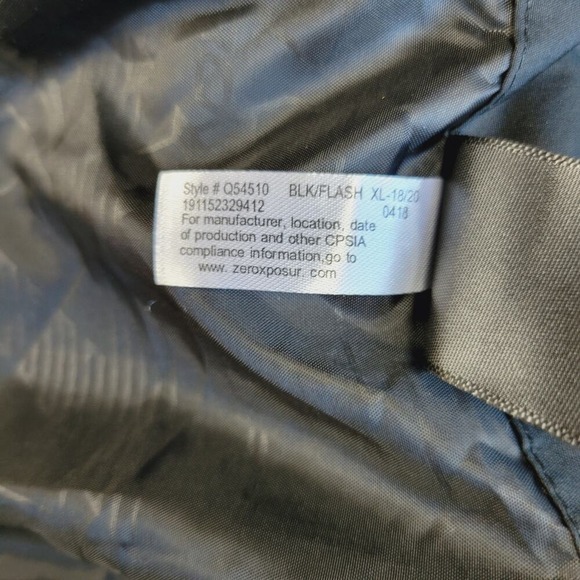 Style # Q54510 BLK/FLASH XL-18/20
191152329412 0418
For manufacturer, location, date
of production and other CPSIA
compliance information,go to
www. zeroxposur. com